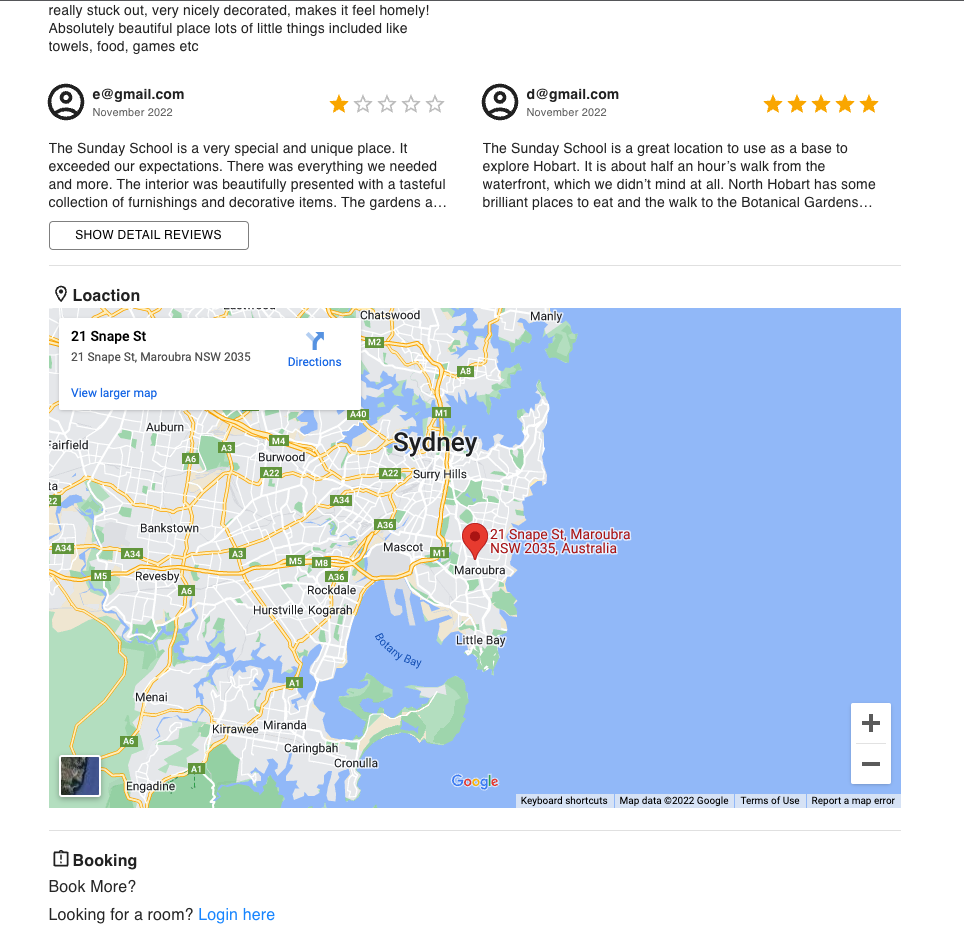 really stuck out, very nicely decorated, makes it feel homely!
Absolutely beautiful place lots of little things included like
towels, food, games etc
e@gmail.com
November 2022
The Sunday School is a very special and unique place. It
exceeded our expectations. There was everything we needed
and more. The interior was beautifully presented with a tasteful
collection of furnishings and decorative items. The gardens a…
d@gmail.com
November 2022
The Sunday School is a great location to use as a base to
explore Hobart. It is about half an hour’s walk from the
waterfront, which we didn’t mind at all. North Hobart has some
brilliant places to eat and the walk to the Botanical Gardens…
SHOW DETAIL REVIEWS
Loaction
21 Snape St
21 Snape St, Maroubra NSW 2035
Directions
View larger map
Chatswood
Manly
M2
A8
A40
M1
Auburn
Sydney
Fairfield
A3
M4
A6
Burwood
A22
A22
Surry Hills
22
A34
Bankstown
A36
21 Snape St, Maroubra
NSW 2035, Australia
A34
A34
A3
Mascot
M1
M5
M8
Maroubra
M5
Revesby
A36
A6
Rockdale
Hurstville
Kogarah
Botany Bay
Little Bay
A1
Menai
Kirrawee
Miranda
A6
Caringbah
Cronulla
A1
Engadine
Google
Keyboard shortcuts
Map data ©2022 Google
Terms of Use
Report a map error
Booking
Book More?
Looking for a room? Login here